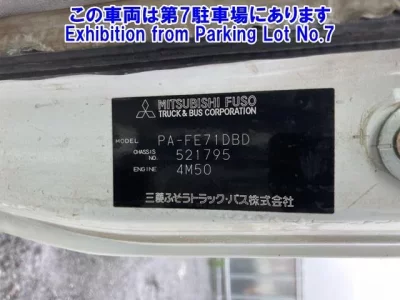 この車両は第7駐車場にあります
Exhibition from Parking Lot No.7
MITSUBISHI FUSO
TRUCK & BUS CORPORATION
MODEL PA-FE71DBD
CHASSIS NO. 521795
ENGINE 4M50
三菱ふそうトラック・バス株式会社